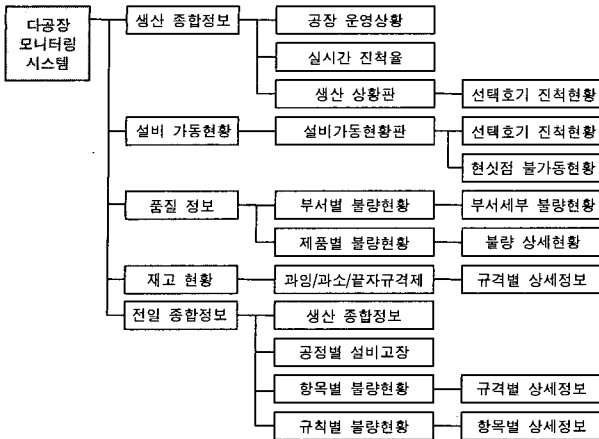 다공장
모니터링
시스템
생산 종합정보
공장 운영상황
실시간 진척율
생산 상황판
선택호기 진척현황
설비 가동현황
설비가동현황판
선택호기 진척현황
현싯점 불가동현황
품질 정보
부서별 불량현황
부서세부 불량현황
제품별 불량현황
불량 상세현황
재고 현황
과잉/과소/끝자규격제
규격별 상세정보
전일 종합정보
생산 종합정보
공정별 설비고장
항목별 불량현황
규격별 상세정보
규칙별 불량현황
항목별 상세정보